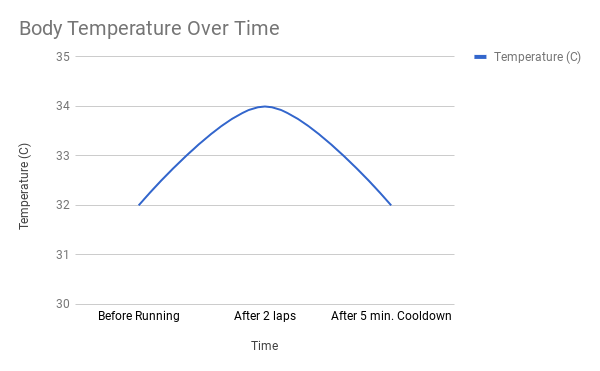 Body Temperature Over Time
Temperature (C)
35
34
33
32
31
30
Temperature (C)
Before Running
After 2 laps
After 5 min. Cooldown
Time